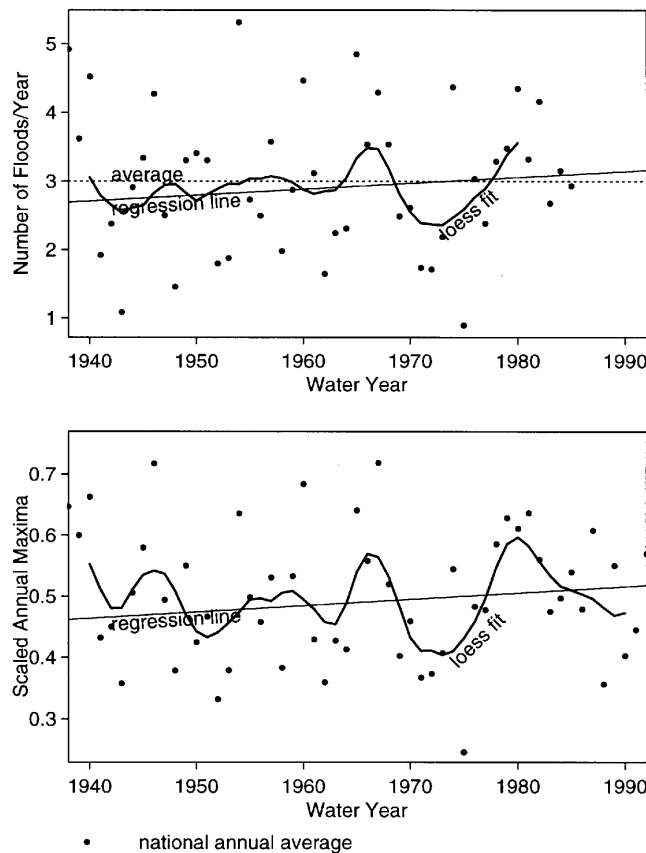 5
4
3
2
1
Number of Floods/Year
average
regression line
loess fit
1940 1950 1960 1970 1980 1990
Water Year
0.7
0.6
0.5
0.4
0.3
Scaled Annual Maxima
regression line
loess fit
1940 1950 1960 1970 1980 1990
Water Year
national annual average